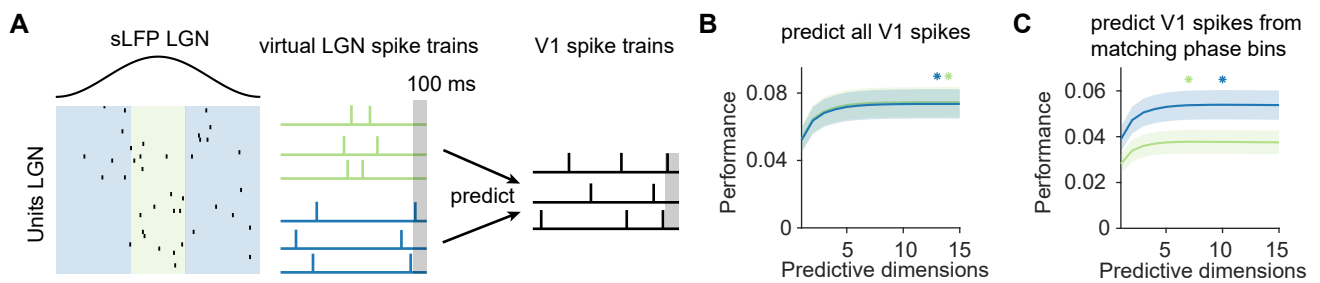 A
sLFP LGN
Units LGN
virtual LGN spike trains
100 ms
predict
V1 spike trains
B
predict all V1 spikes
Performance
0.08
0.04
0
5
10
15
Predictive dimensions
* *
C
predict V1 spikes from
matching phase bins
Performance
0.06
0.04
0.02
0
5
10
15
Predictive dimensions
* *